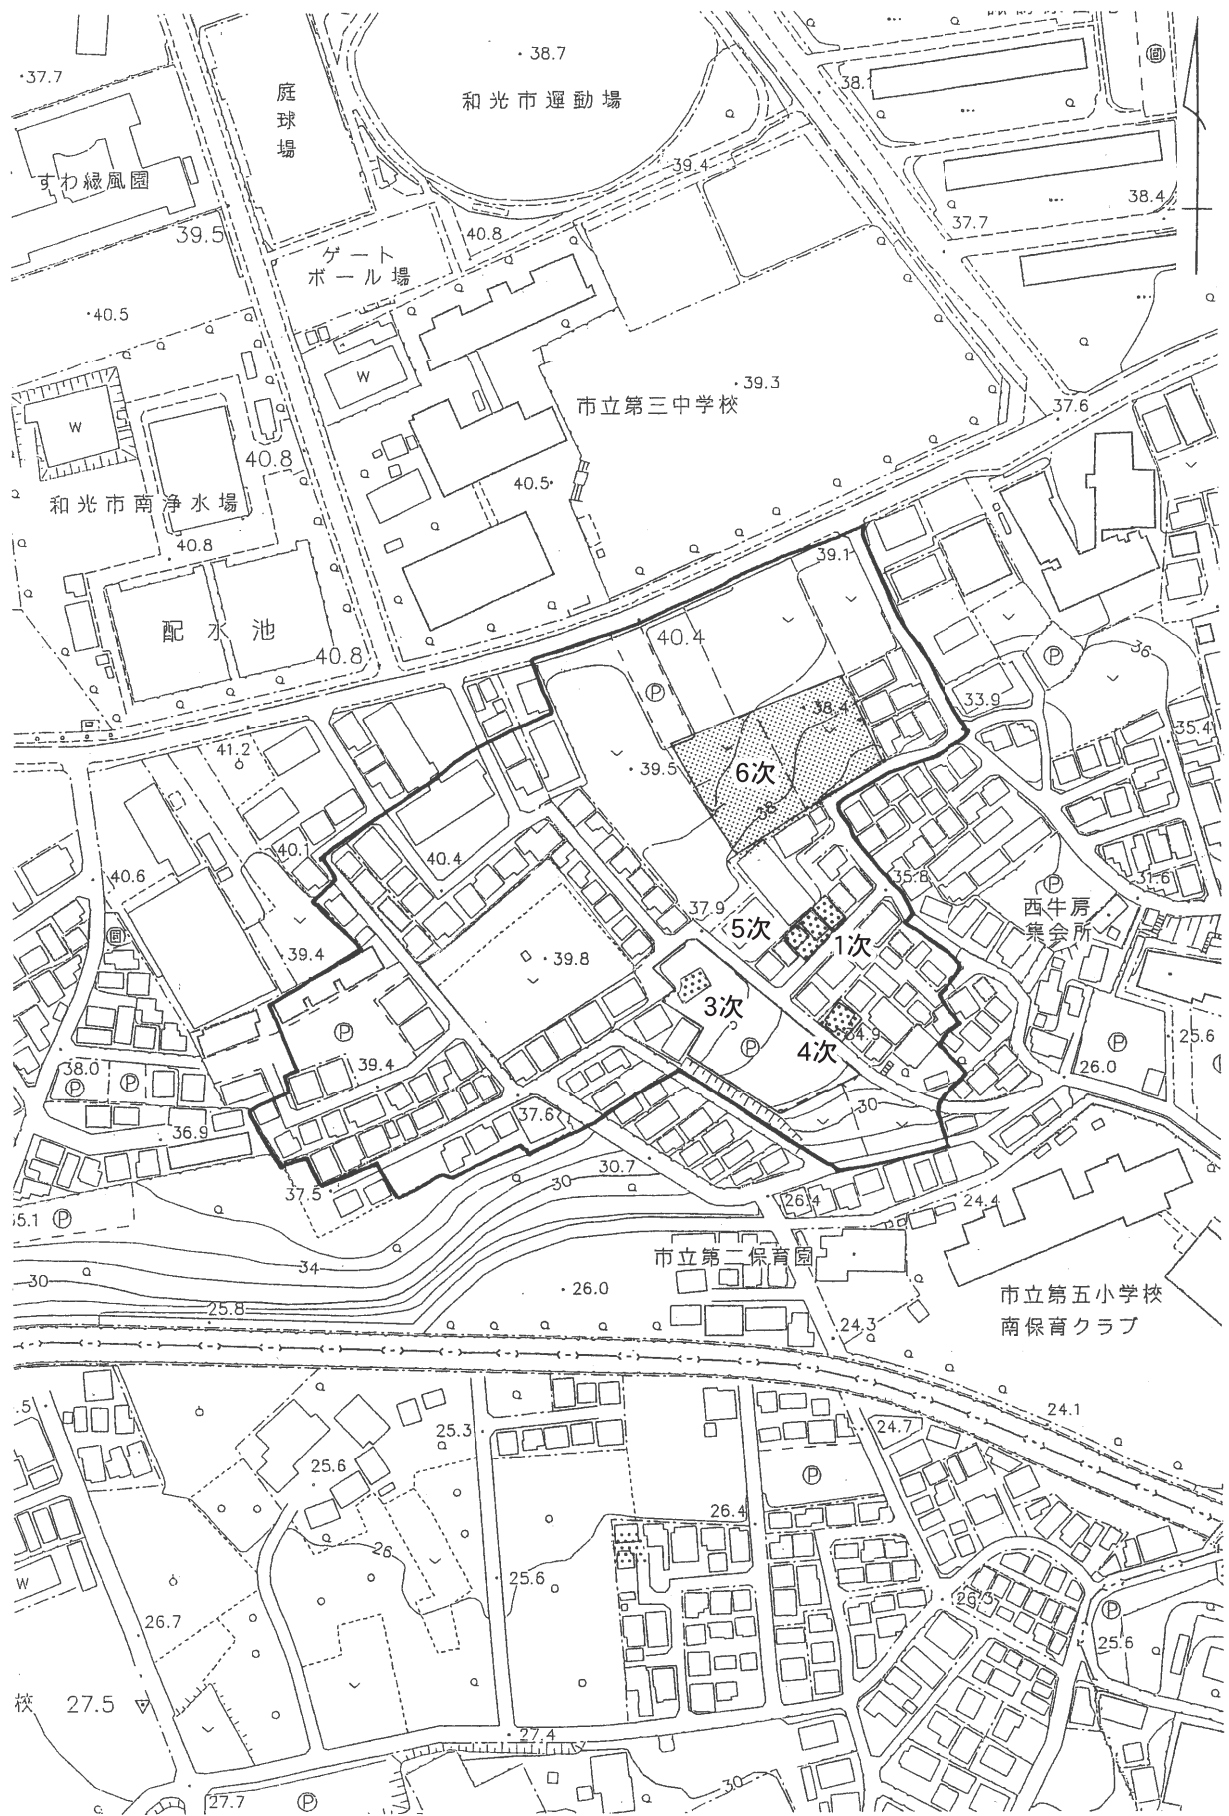 38.7
37.7
和光市運動場
庭球場
38.1
すわ緑風園
39.4
38.4
39.5
40.8
37.7
ゲート
ボール場
40.5
W
39.3
市立第三中学校
37.6
W
40.8
40.5
和光市南浄水場
40.8
39.1
配水池
40.8
40.4
P
P
36
33.9
38.4
35.4
41.2
39.5
6次
38
40.1
40.4
40.6
35.8
P
31.6
37.9
西牛房
集会所
5次
1次
39.4
39.8
3次
P
34.9
4次
P
P
25.6
38.0
P
P
39.4
26.0
30
36.9
37.6
30.7
37.5
30
26.4
24.4
P
34
市立第二保育園
30
26.0
市立第五小学校
25.8
南保育クラブ
24.3
24.1
25.3
24.7
25.6
P
26.4
26
25.6
W
26.3
26.7
P
25.6
校
27.5
27.4
27.7
P
30